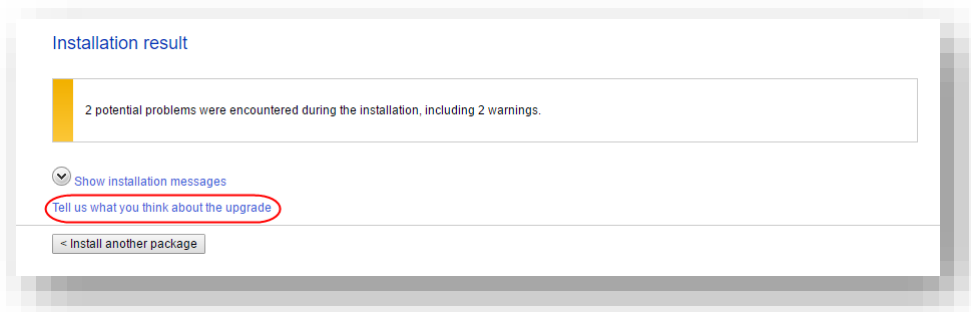 Installation result
2 potential problems were encountered during the installation, including 2 warnings.
Show installation messages
Tell us what you think about the upgrade
< Install another package